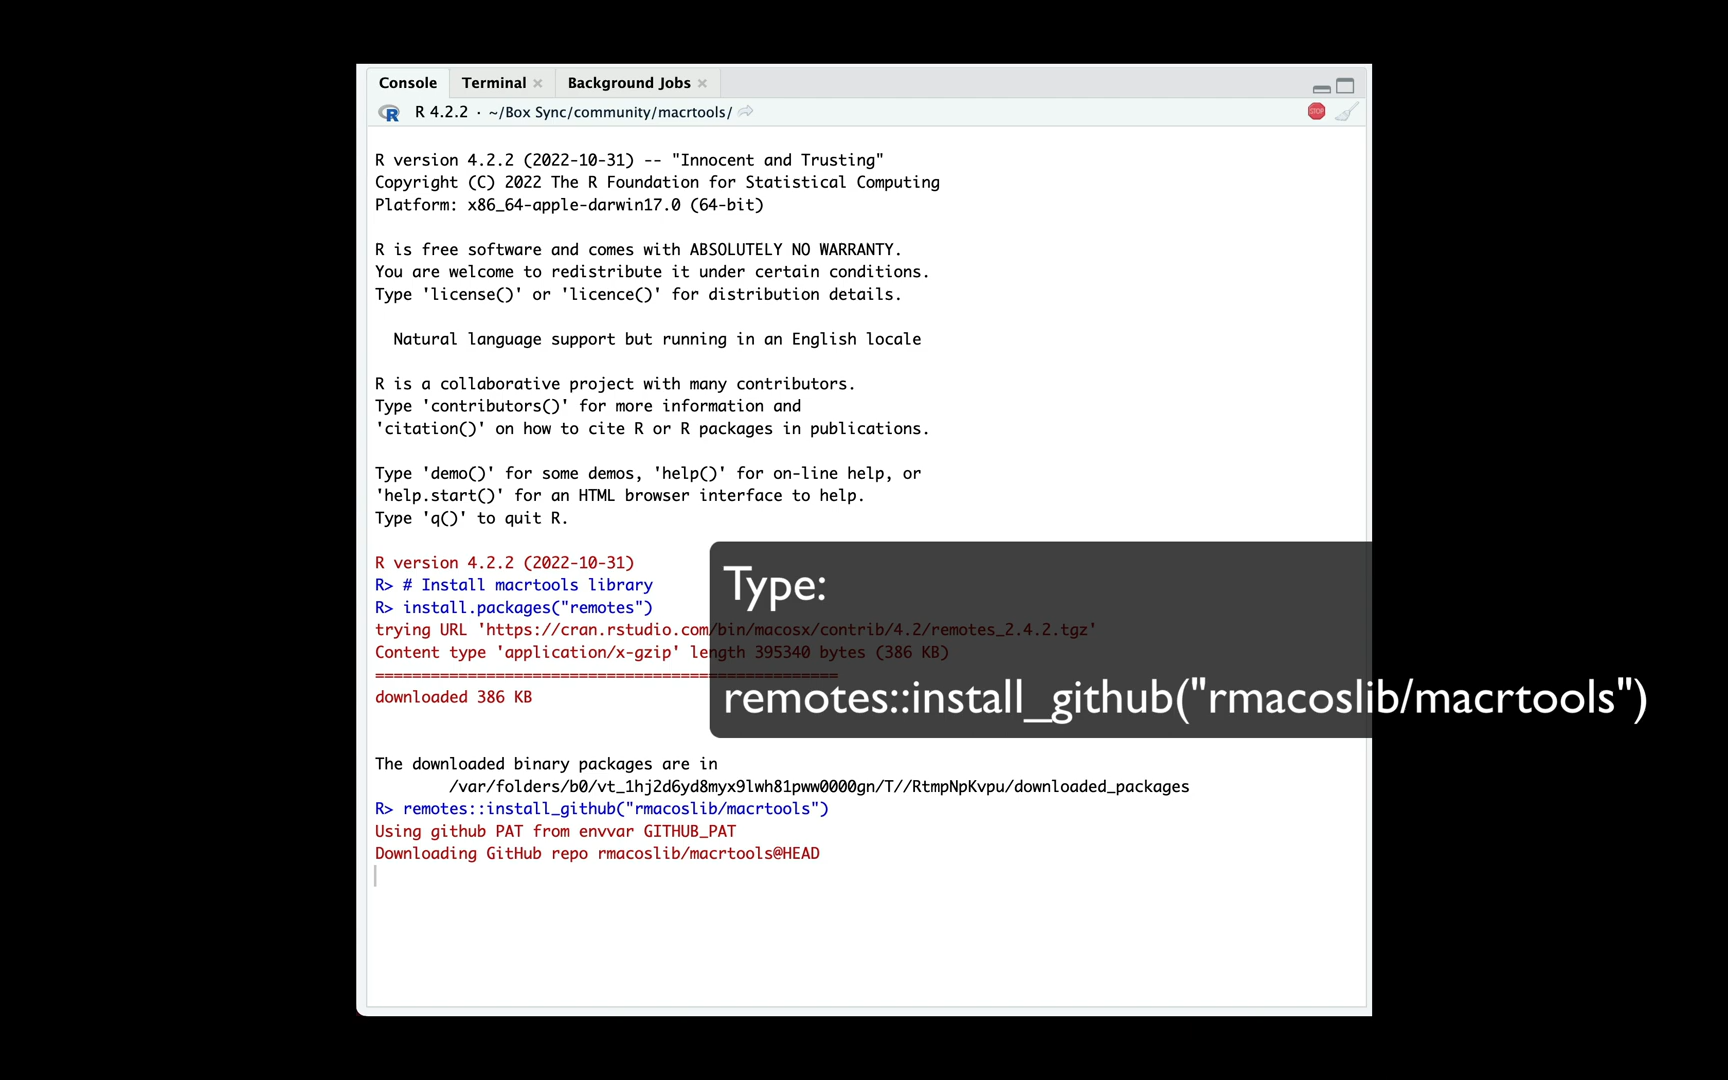 Console
Terminal
Background Jobs
R 4.2.2 · ~/Box Sync/community/macrtools/
STOP
R version 4.2.2 (2022-10-31) -- "Innocent and Trusting"
Copyright (C) 2022 The R Foundation for Statistical Computing
Platform: x86_64-apple-darwin17.0 (64-bit)
R is free software and comes with ABSOLUTELY NO WARRANTY.
You are welcome to redistribute it under certain conditions.
Type 'license()' or 'licence()' for distribution details.
Natural language support but running in an English locale
R is a collaborative project with many contributors.
Type 'contributors()' for more information and
'citation()' on how to cite R or R packages in publications.
Type 'demo()' for some demos, 'help()' for on-line help, or
'help.start()' for an HTML browser interface to help.
Type 'q()' to quit R.
R version 4.2.2 (2022-10-31)
R> # Install macrtools library
R> install.packages("remotes")
trying URL 'https://cran.rstudio.com/bin/macosx/contrib/4.2/remotes_2.4.2.tgz'
Content type 'application/x-gzip' length 395340 bytes (386 KB)
==================================================
downloaded 386 KB
Type:
remotes::install_github("rmacoslib/macrtools")
The downloaded binary packages are in
/var/folders/b0/vt_1hj2d6yd8myx9lwh81pww0000gn/T//RtmpNpKvpu/downloaded_packages
R> remotes::install_github("rmacoslib/macrtools")
Using github PAT from envvar GITHUB_PAT
Downloading GitHub repo rmacoslib/macrtools@HEAD